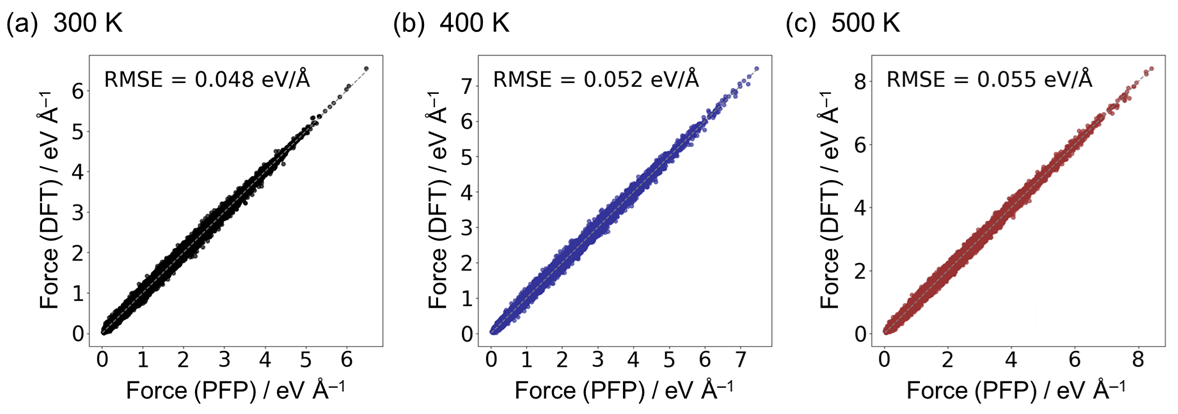 (a) 300 K
RMSE = 0.048 eV/Å
Force (DFT) / eV Å⁻¹
6
5
4
3
2
1
0
0 1 2 3 4 5 6
Force (PFP) / eV Å⁻¹
(b) 400 K
RMSE = 0.052 eV/Å
Force (DFT) / eV Å⁻¹
7
6
5
4
3
2
1
0
0 1 2 3 4 5 6 7
Force (PFP) / eV Å⁻¹
(c) 500 K
RMSE = 0.055 eV/Å
Force (DFT) / eV Å⁻¹
8
6
4
2
0
0 2 4 6 8
Force (PFP) / eV Å⁻¹